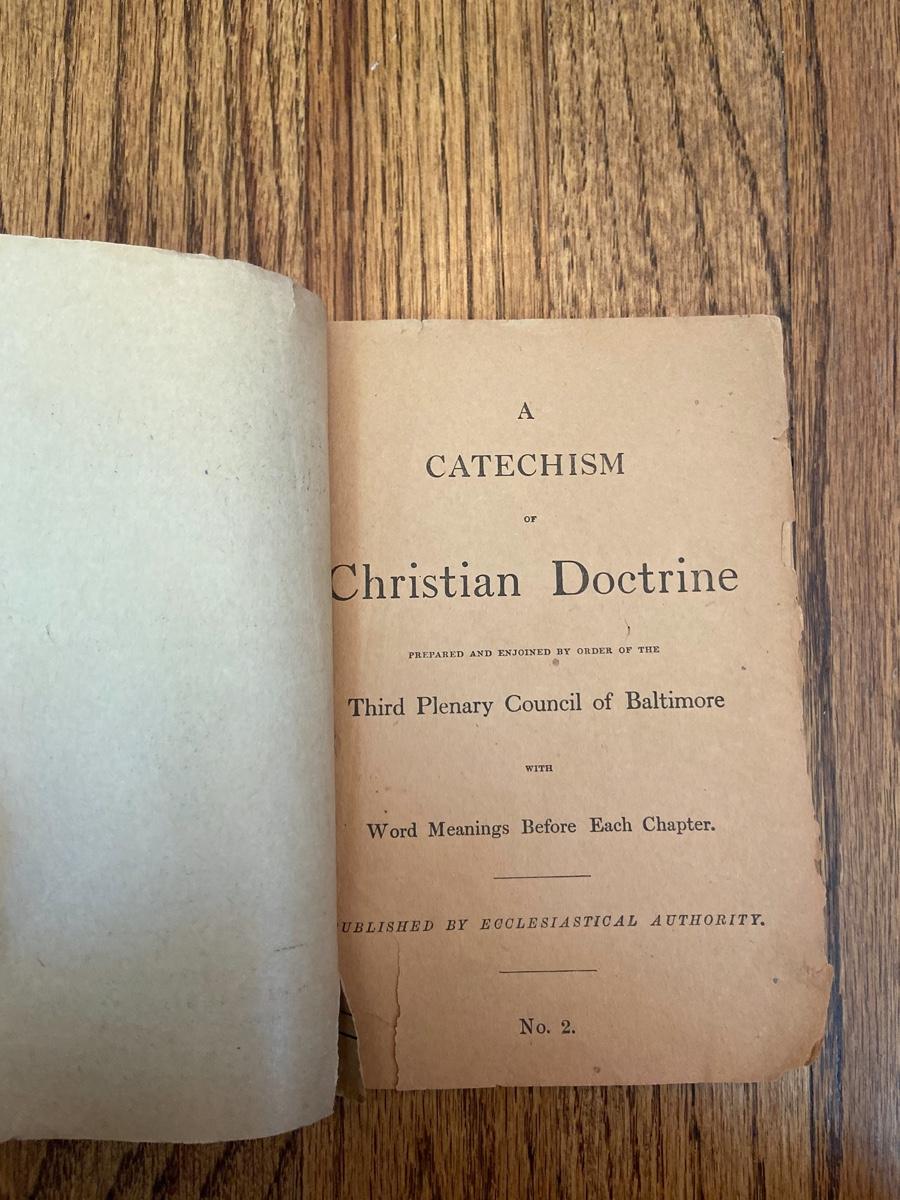 A
CATECHISM
OF
Christian Doctrine
PREPARED AND ENJOINED BY ORDER OF THE
Third Plenary Council of Baltimore
WITH
Word Meanings Before Each Chapter.
PUBLISHED BY ECCLESIASTICAL AUTHORITY.
No. 2.